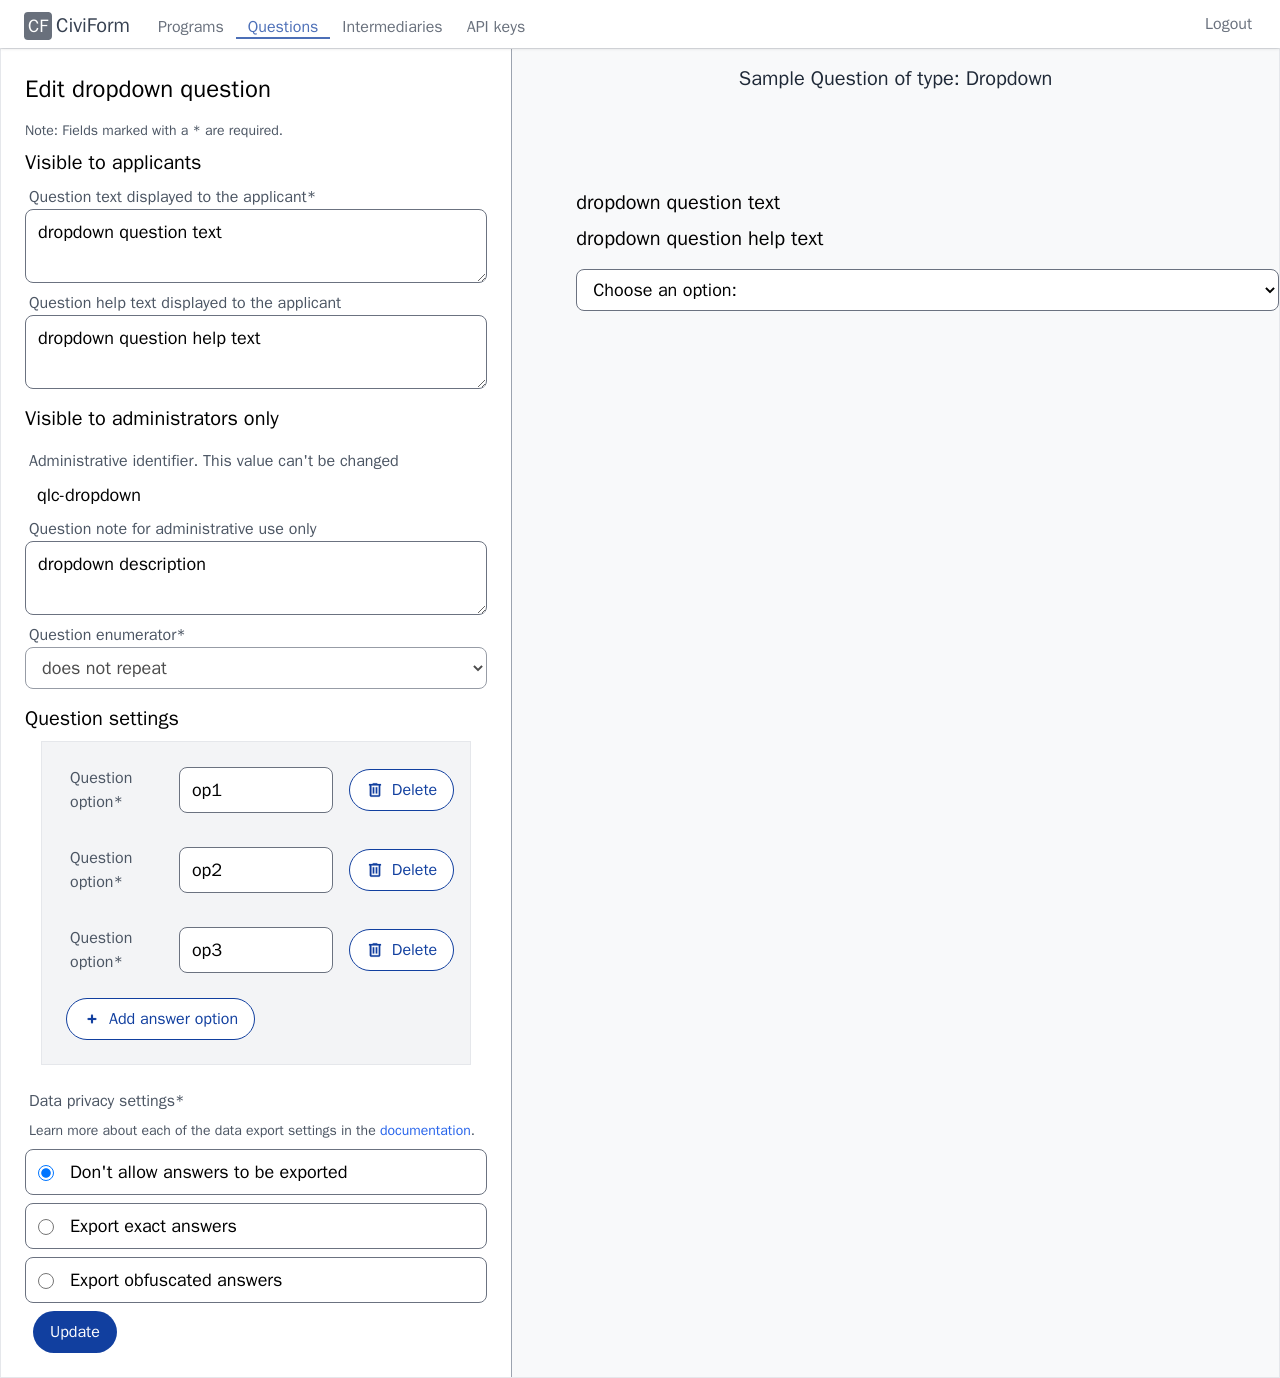 CF CiviForm Programs Questions Intermediaries API keys Logout
Edit dropdown question
Note: Fields marked with a * are required.
Visible to applicants
Question text displayed to the applicant*
dropdown question text
Question help text displayed to the applicant
dropdown question help text
Visible to administrators only
Administrative identifier. This value can't be changed
qlc-dropdown
Question note for administrative use only
dropdown description
Question enumerator*
does not repeat
Question settings
Question option*
op1
Delete
Question option*
op2
Delete
Question option*
op3
Delete
+ Add answer option
Data privacy settings*
Learn more about each of the data export settings in the documentation.
Don't allow answers to be exported
Export exact answers
Export obfuscated answers
Update
Sample Question of type: Dropdown
dropdown question text
dropdown question help text
Choose an option: